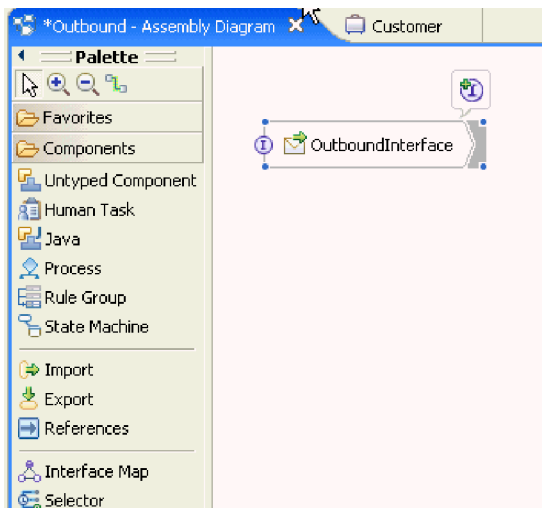 *Outbound - Assembly Diagram
Customer
Palette
Favorites
Components
Untyped Component
Human Task
Java
Process
Rule Group
State Machine
Import
Export
References
Interface Map
Selector
I
I OutboundInterface